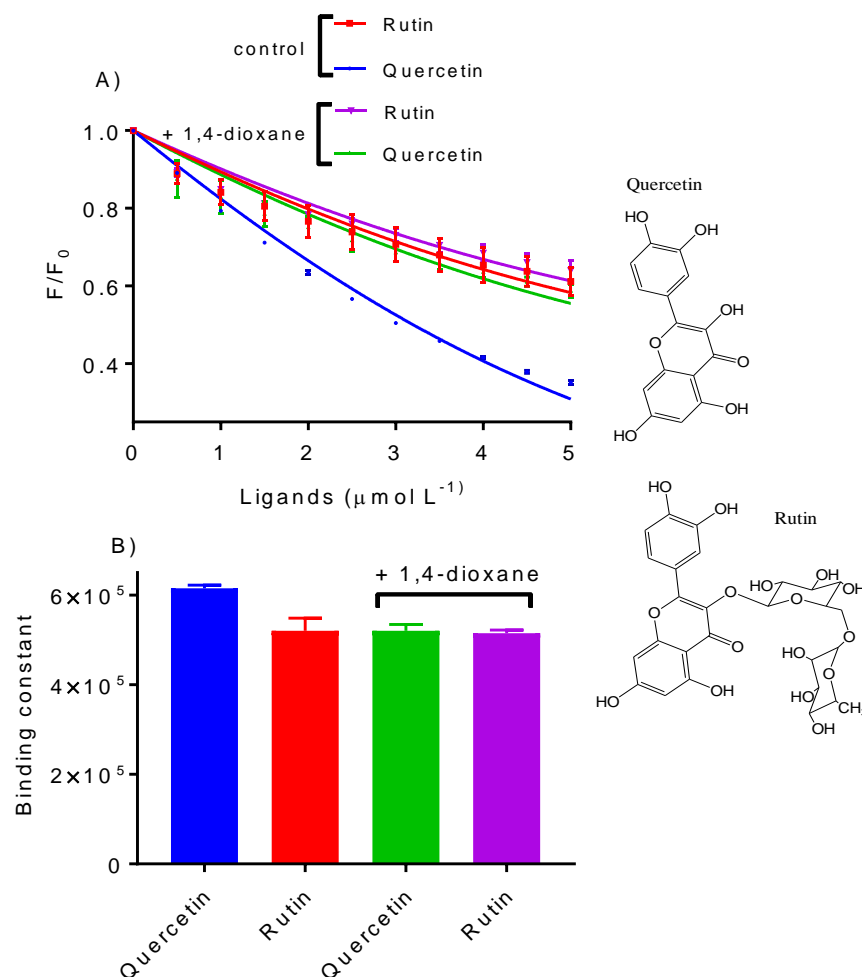 Rutin
control
Quercetin
A)
Rutin
+ 1,4-dioxane
Quercetin
1.0
0.8
0.6
0.4
F/F0
0 1 2 3 4 5
Ligands (μmol L-1)
Quercetin
HO
OH
OH
O
O
OH
HO
Rutin
HO
OH
O
O
O
OH
HO
HO
OH
OH
O
O
HO
O
HO
HO
OH
B)
+ 1,4-dioxane
6×10 5
4×10 5
2×10 5
0
Binding constant
Quercetin
Rutin
Quercetin
Rutin